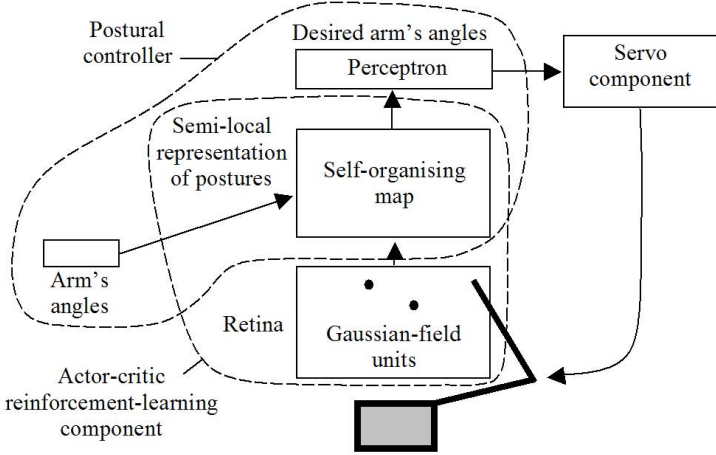 Postural
controller
Desired arm's angles
Perceptron
Servo
component
Semi-local
representation
of postures
Self-organising
map
Arm's
angles
Retina
Gaussian-field
units
Actor-critic
reinforcement-learning
component